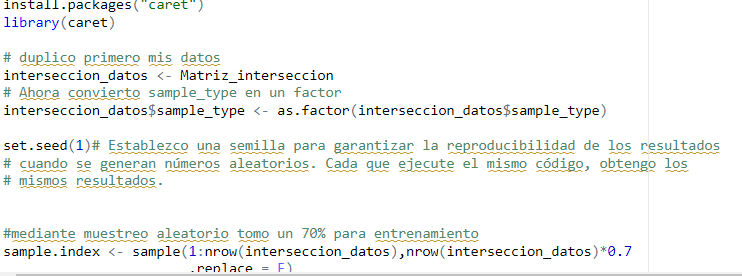 install.packages("caret")
library(caret)
# duplico primero mis datos
interseccion_datos <- Matriz_interseccion
# Ahora convierto sample_type en un factor
interseccion_datos$sample_type <- as.factor(interseccion_datos$sample_type)
set.seed(1)# Establezco una semilla para garantizar la reproducibilidad de los resultados
# cuando se generan números aleatorios. Cada que ejecute el mismo código, obtengo los
# mismos resultados.
#mediante muestreo aleatorio tomo un 70% para entrenamiento
sample.index <- sample(1:nrow(interseccion_datos),nrow(interseccion_datos)*0.7
,replace = F)